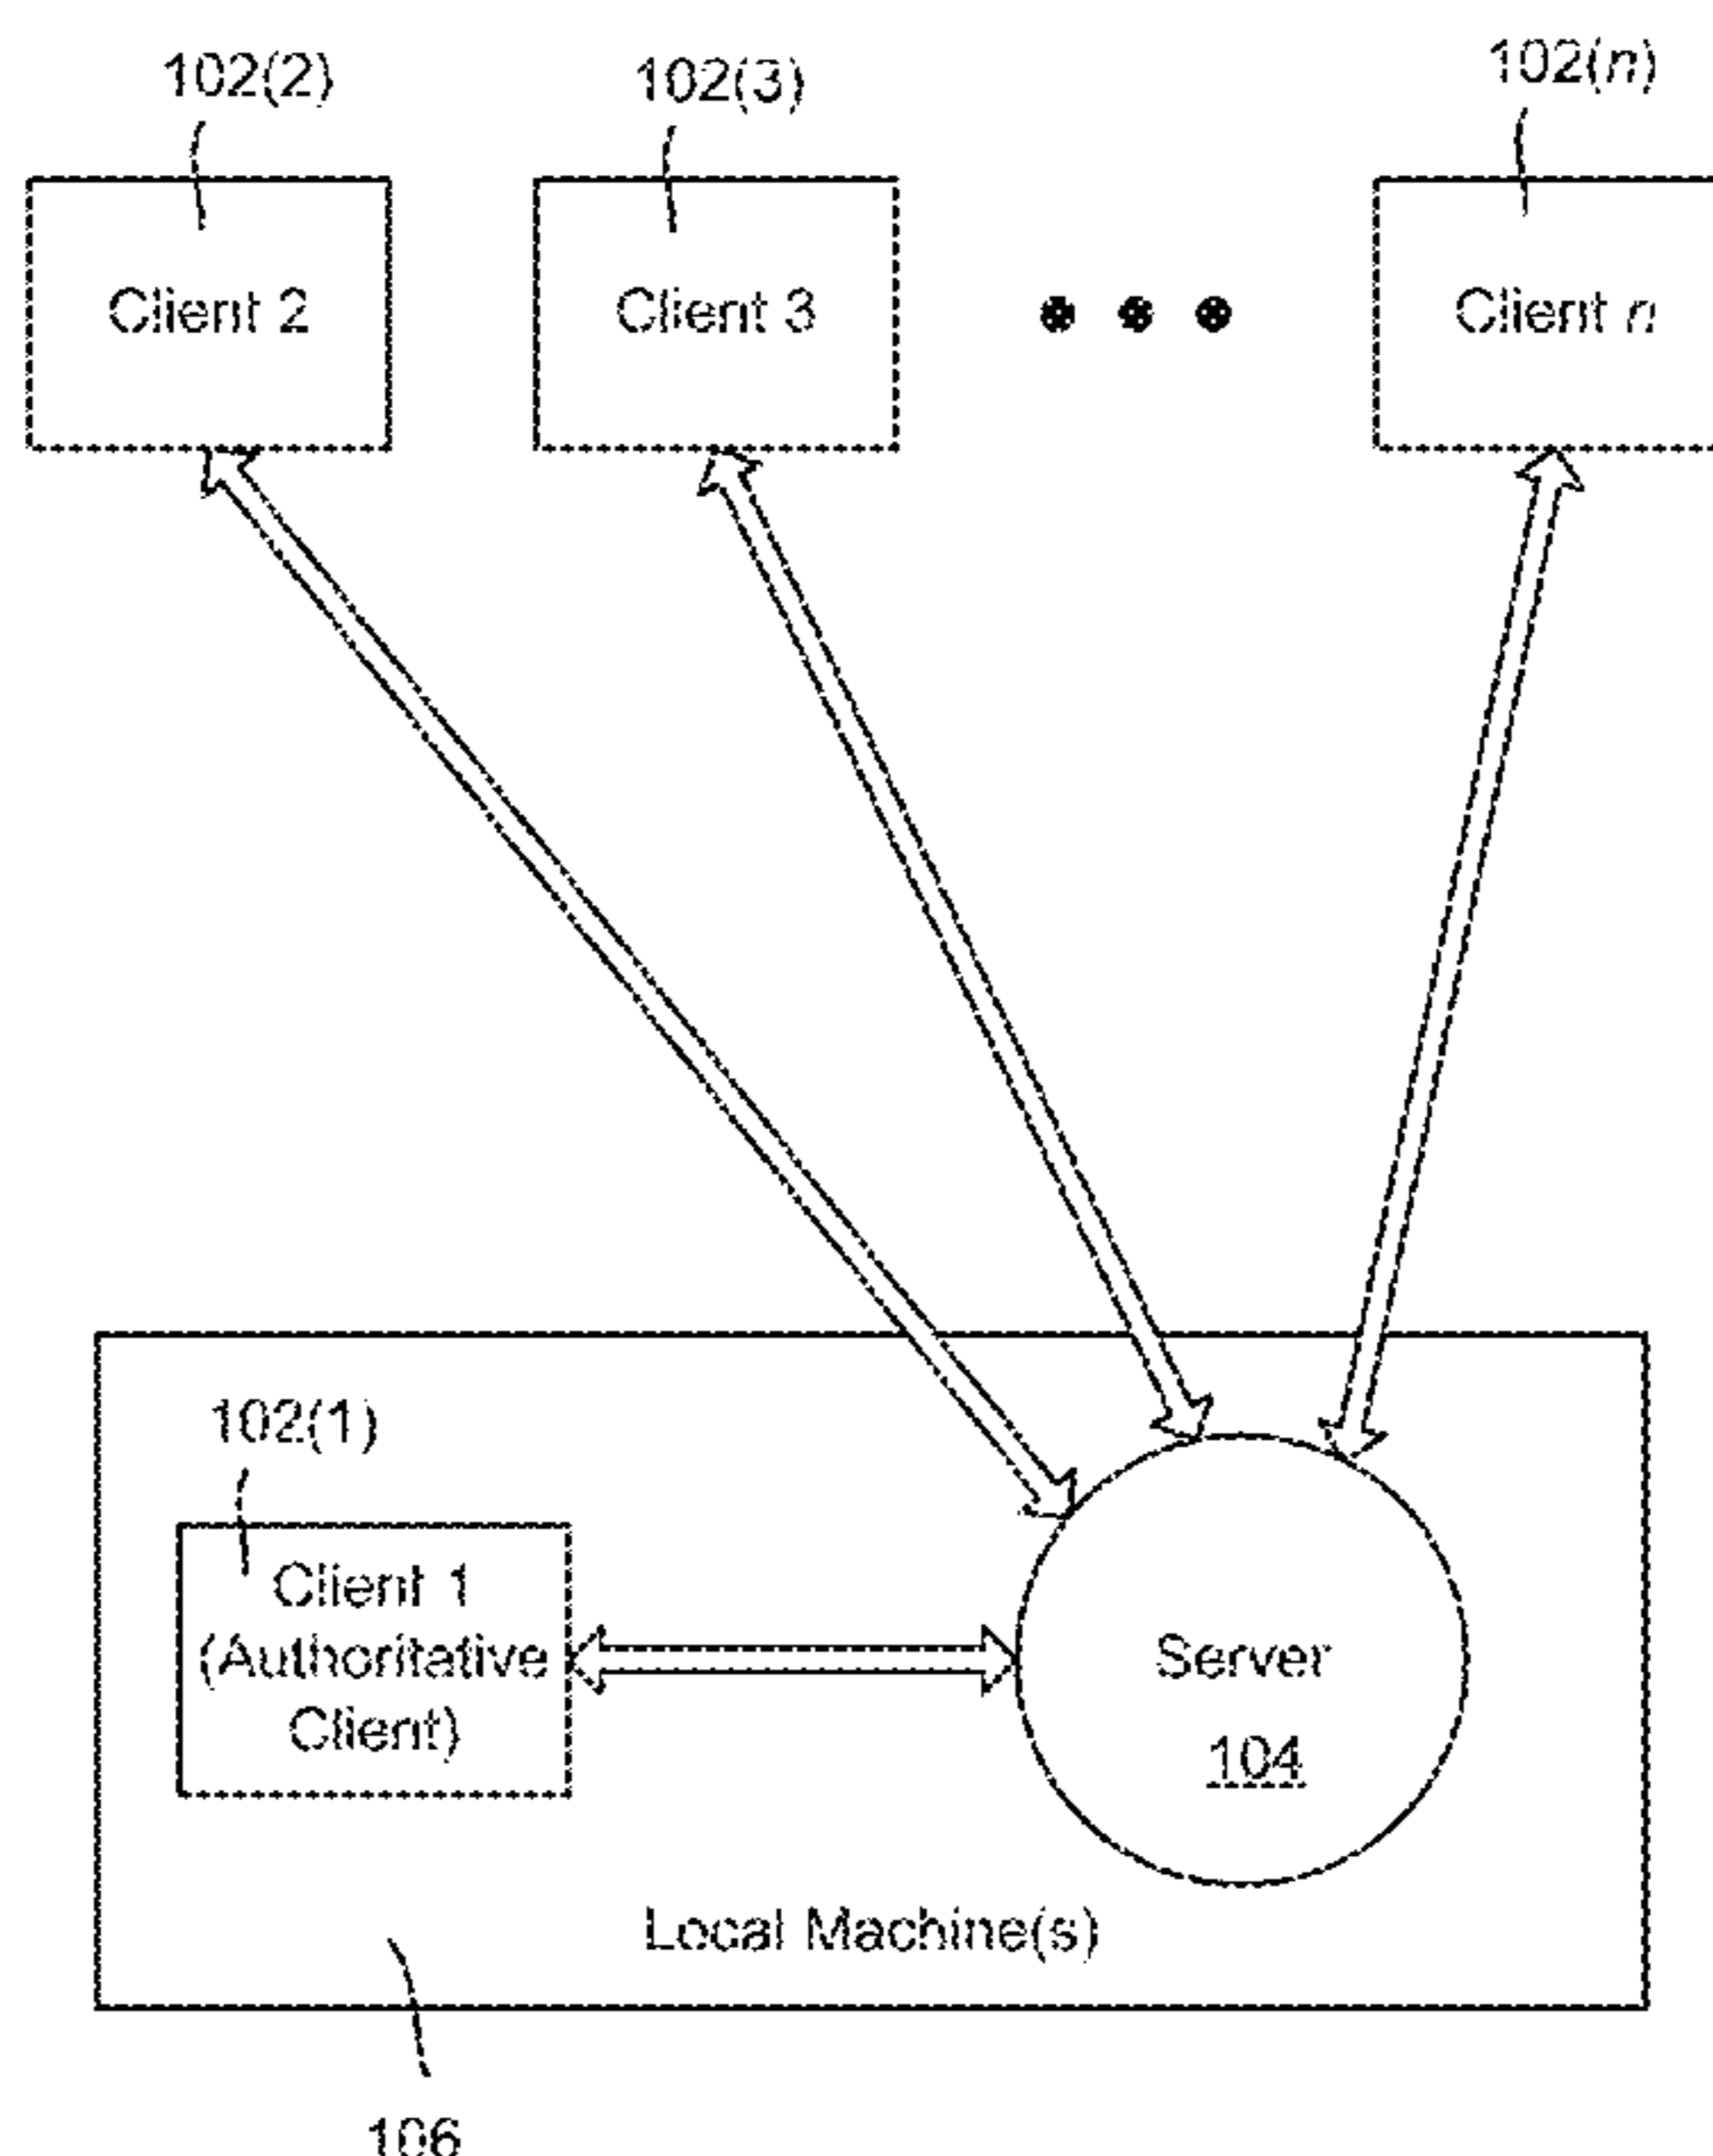 102(2)
102(3)
102(n)
Client 2
Client 3
Client n
102(1)
Client 1
(Authoritative
Client)
Server
104
Local Machine(s)
106